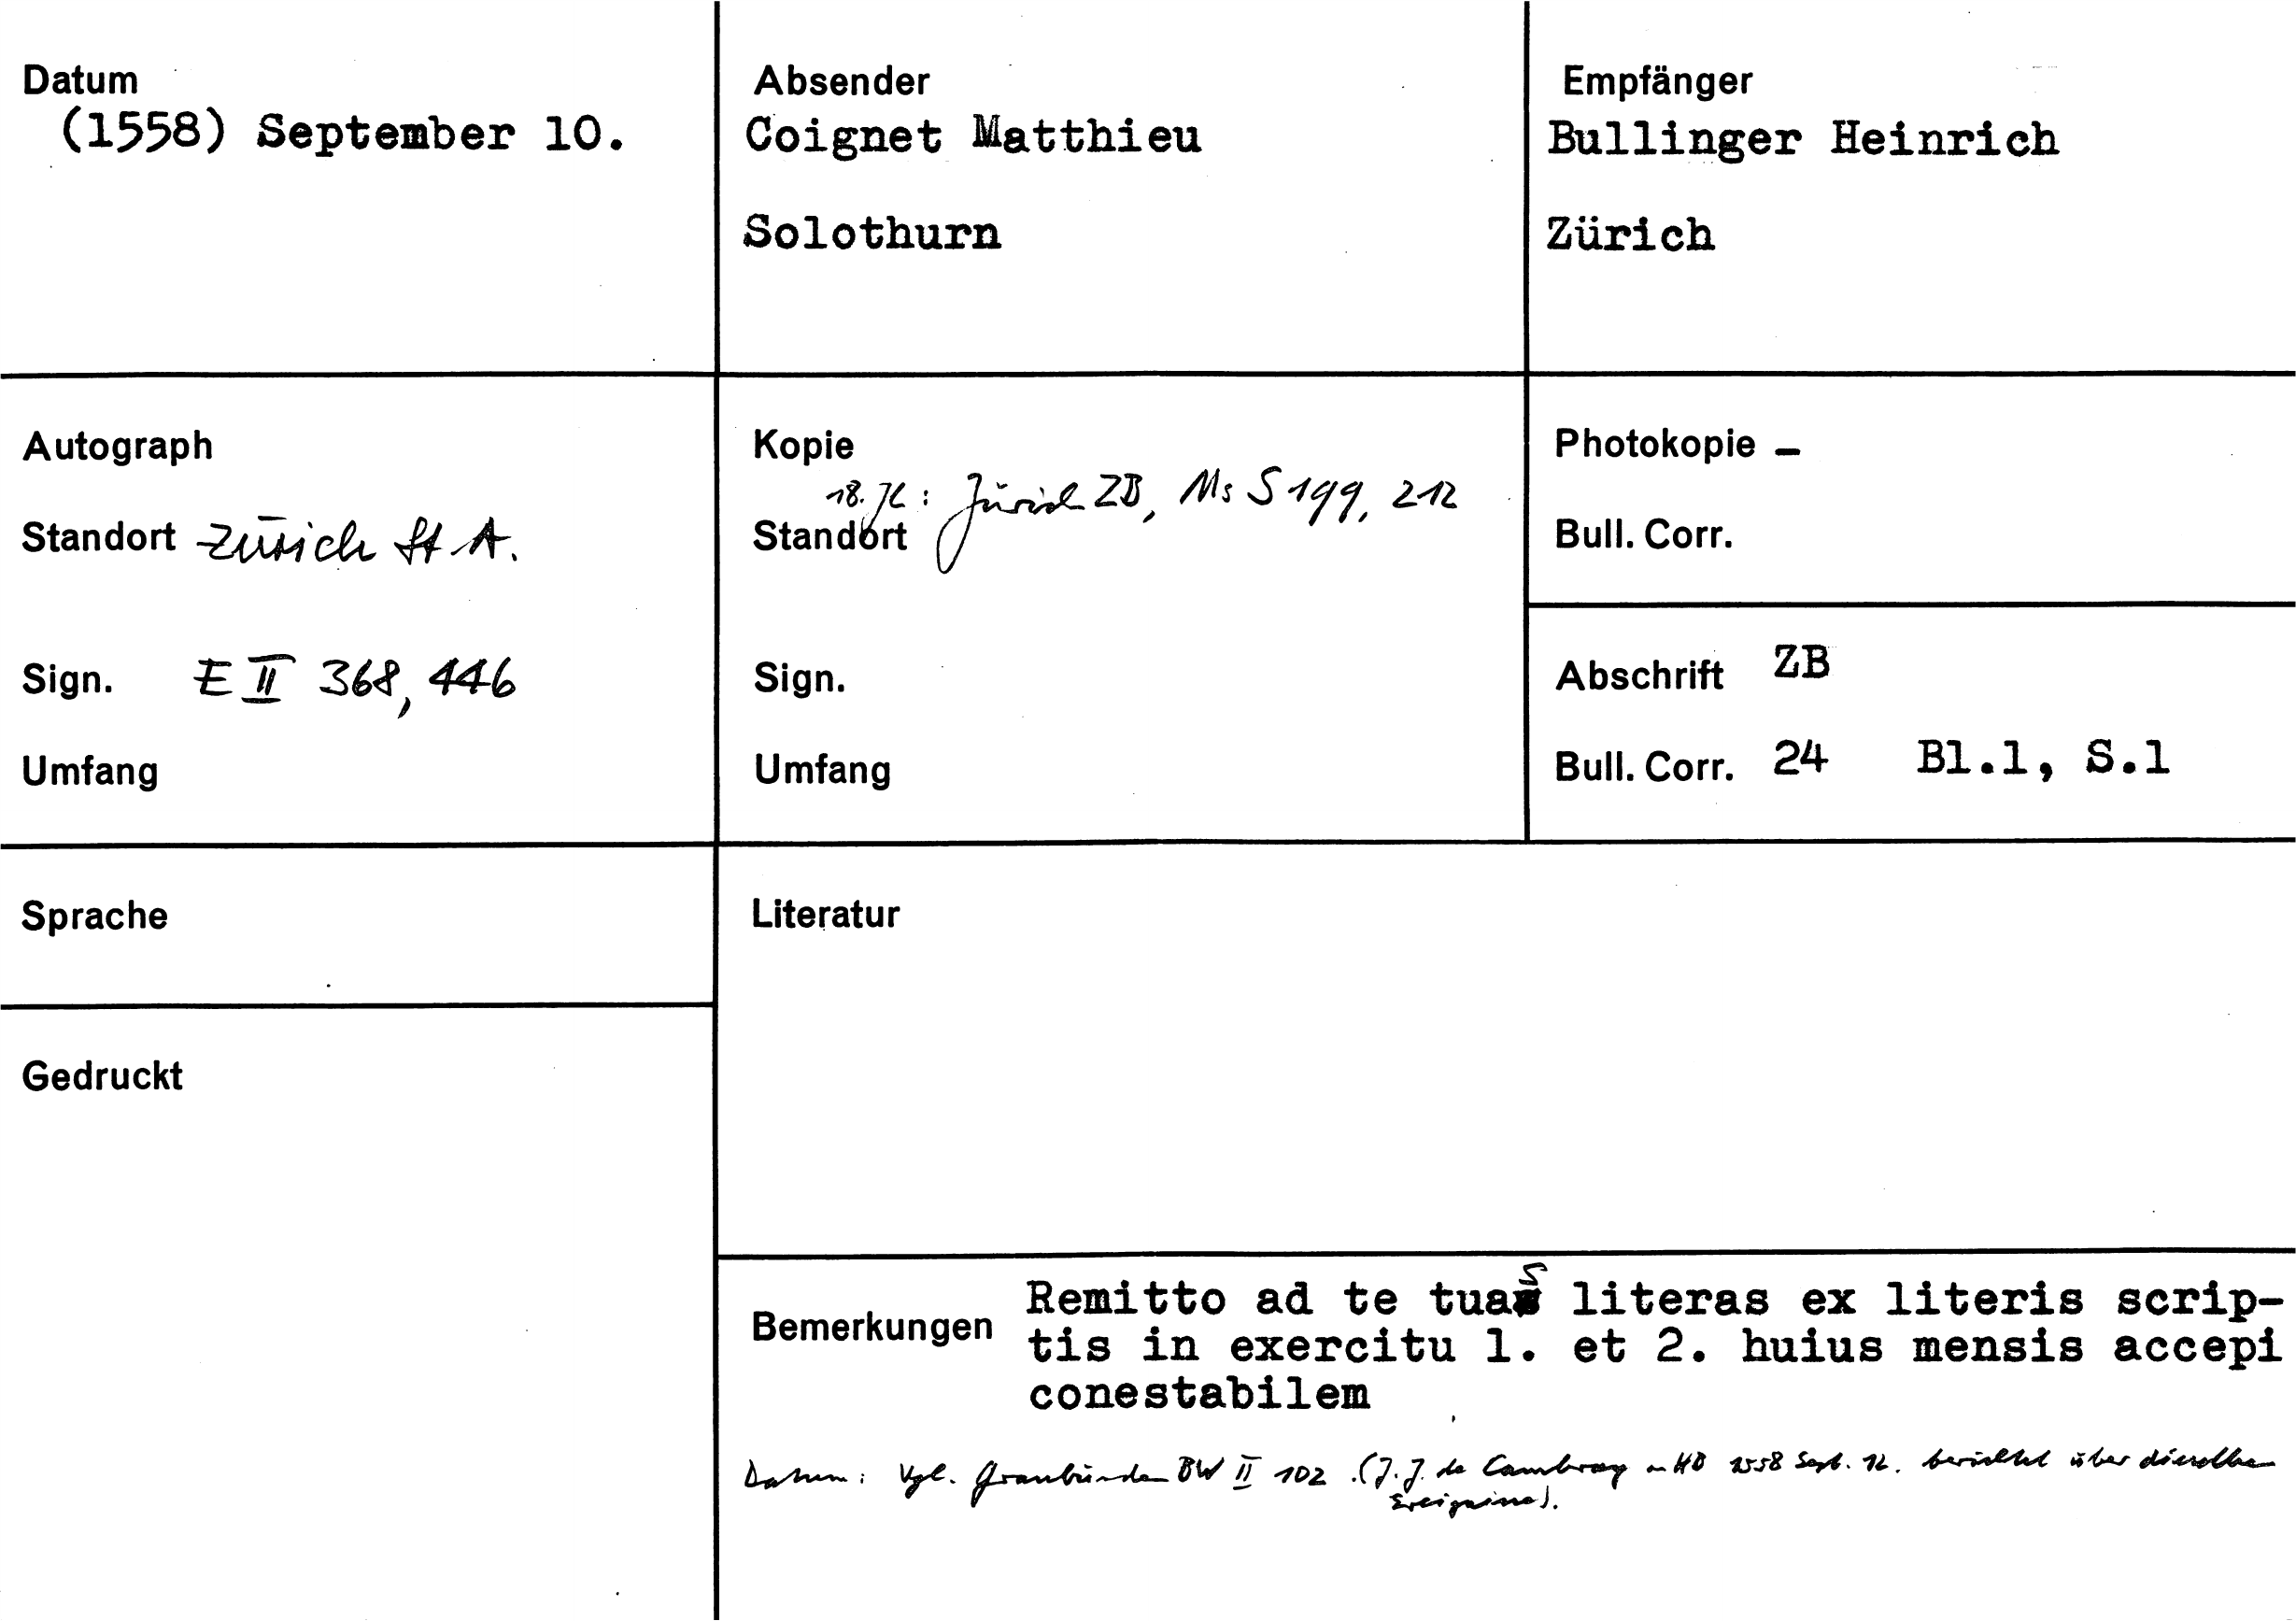 Datum
(1558) September 10.
Absender
Coignet Matthieu
Solothurn
Empfänger
Bullinger Heinrich
Zürich
Autograph
Standort Zürich St. A.
Sign. E II 368, 446
Umfang
Kopie
18. Jh.: Zürich ZB, Ms S 199, 212
Standort
Sign.
Umfang
Photokopie –
Bull. Corr.
Abschrift ZB
Bull. Corr. 24 Bl.1, S.1
Sprache
Gedruckt
Literatur
Bemerkungen
Remitto ad te tuas literas ex literis scrip-
tis in exercitu 1. et 2. huius mensis accepi
conestabilem
Datum: Vgl. Graubünden BW II 102. (J. J. de Cambray an HB 1558 Sept. 12. berichtet über dieselben
Ereignisse).